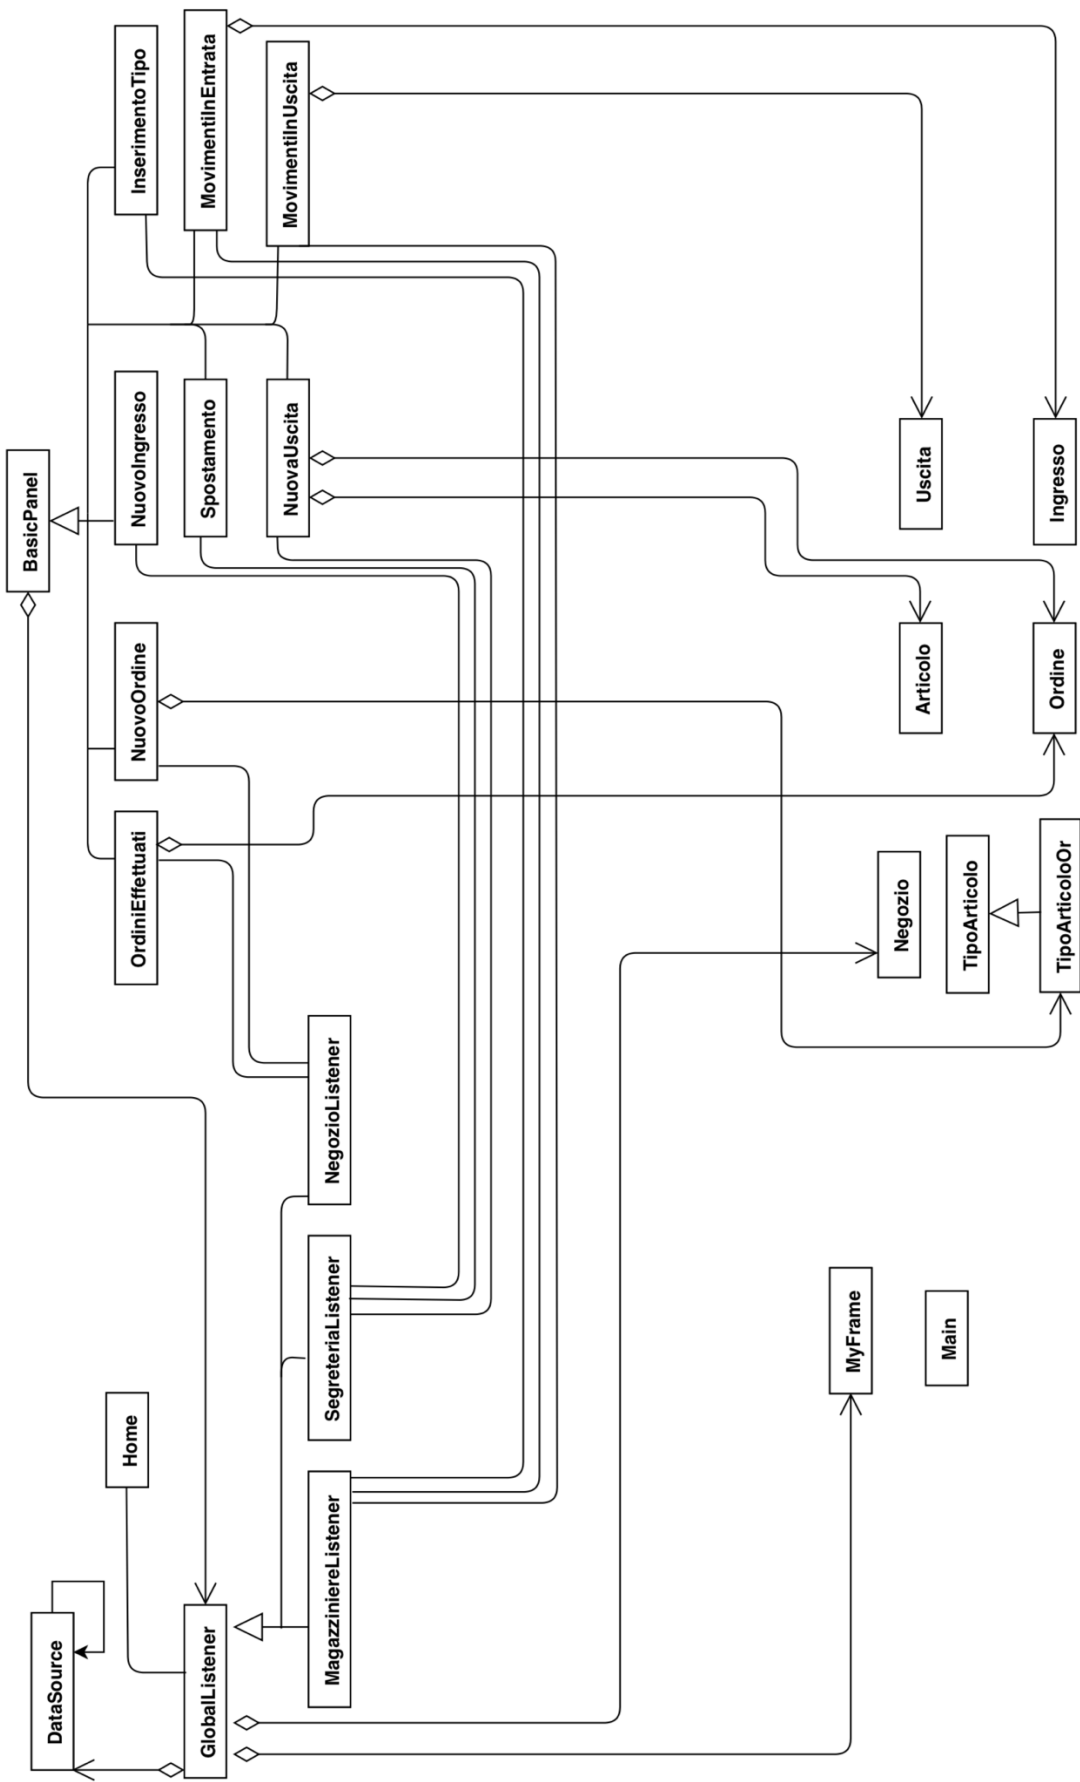 DataSource
Home
BasicPanel
GlobalListener
OrdiniEffettuati
NuovoOrdine
NuovoIngresso
InserimentoTipo
Spostamento
MovimentiInEntrata
NuovaUscita
MovimentiInUscita
MagazziniereListener
SegreteriaListener
NegozioListener
MyFrame
Main
Negozio
TipoArticolo
TipoArticoloOr
Articolo
Ordine
Uscita
Ingresso